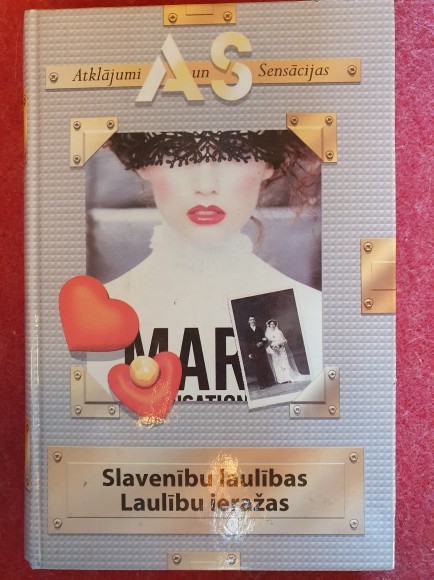 Atklājumi un Sensācijas
AS
MAR
Slavenību laulības
Laulību ieražas